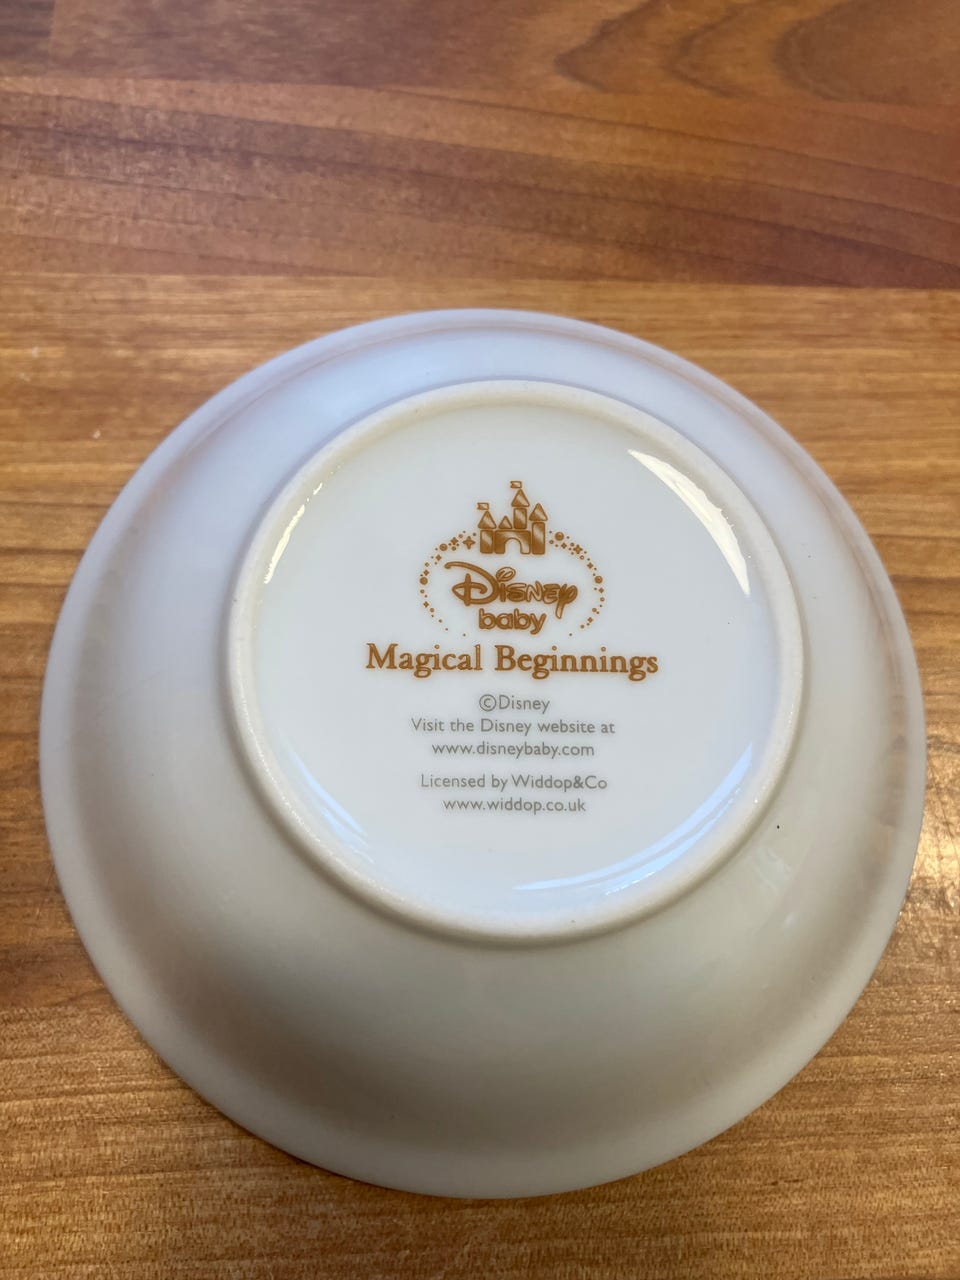 Disney
baby
Magical Beginnings
©Disney
Visit the Disney website at
www.disneybaby.com
Licensed by Widdop&Co
www.widdop.co.uk